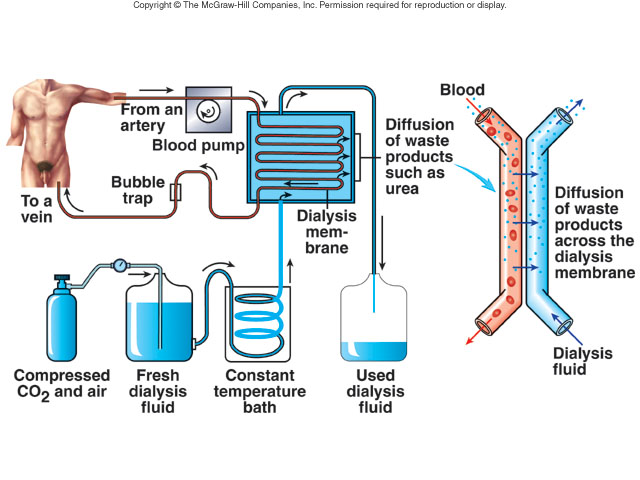 Copyright © The McGraw-Hill Companies, Inc. Permission required for reproduction or display.
From an
artery
Blood pump
Bubble
trap
To a
vein
Dialysis
mem-
brane
Diffusion
of waste
products
such as
urea
Compressed
CO2 and air
Fresh
dialysis
fluid
Constant
temperature
bath
Used
dialysis
fluid
Blood
Diffusion
of waste
products
across the
dialysis
membrane
Dialysis
fluid